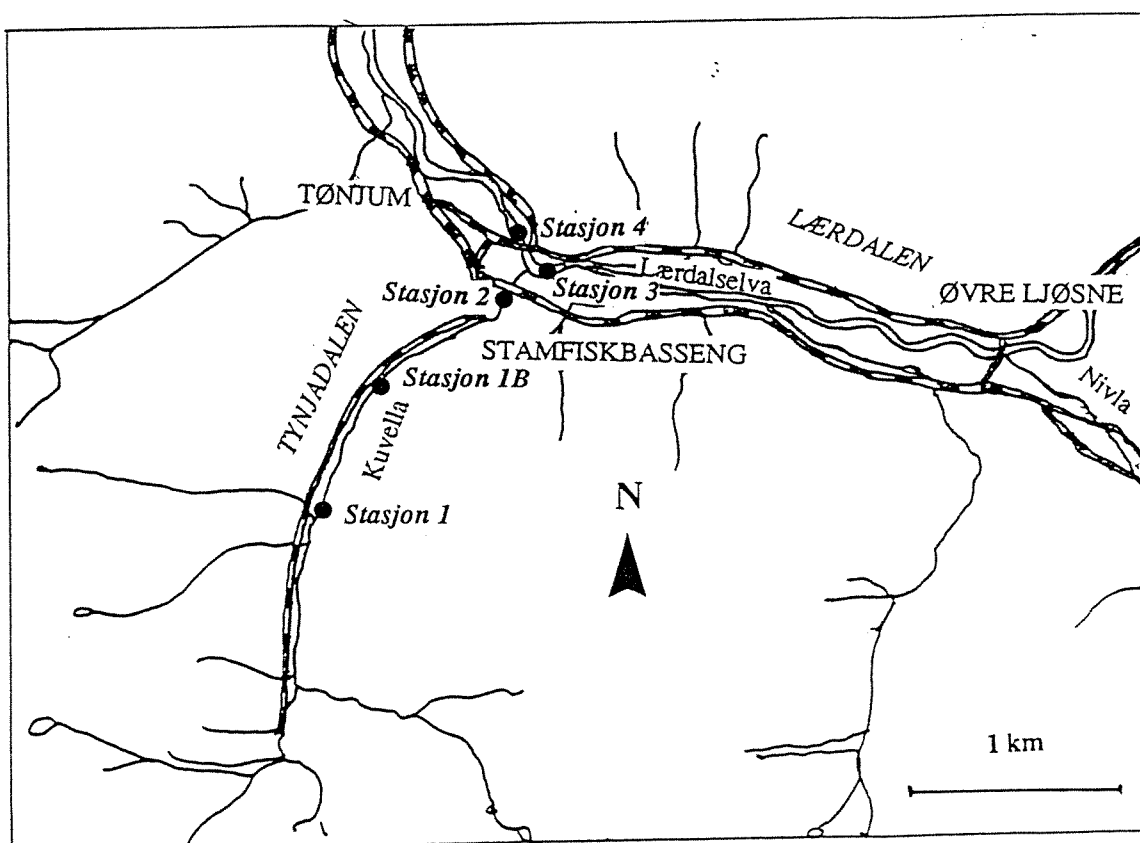 TØNJUM
Stasjon 4
LÆRDALEN
Lærdalselva
Stasjon 3
Stasjon 2
ØVRE LJØSNE
STAMFISKBASSENG
Stasjon 1B
Nivla
TYNJADALEN
Kuvella
N
Stasjon 1
1 km